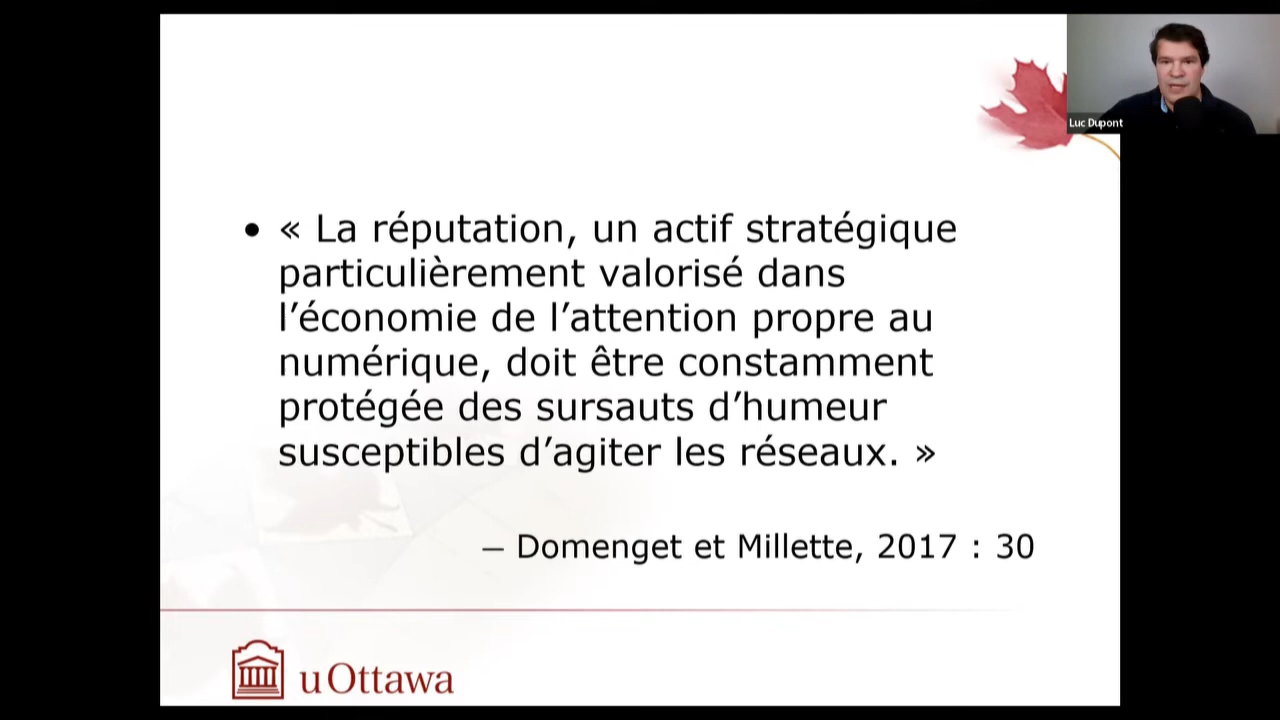 Luc Dupont
• « La réputation, un actif stratégique
particulièrement valorisé dans
l’économie de l’attention propre au
numérique, doit être constamment
protégée des sursauts d’humeur
susceptibles d’agiter les réseaux. »
– Domenget et Millette, 2017 : 30
uOttawa